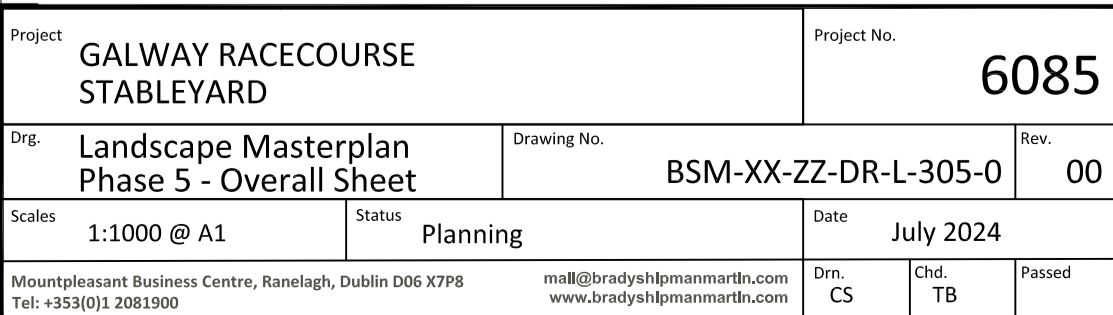 Project
GALWAY RACECOURSE
STABLEYARD
Project No.
6085
Drg.
Landscape Masterplan
Phase 5 - Overall Sheet
Drawing No.
BSM-XX-ZZ-DR-L-305-0
Rev.
00
Scales
1:1000 @ A1
Status
Planning
Date
July 2024
Mountpleasant Business Centre, Ranelagh, Dublin D06 X7P8
Tel: +353(0)1 2081900
mail@bradyshipmanmartin.com
www.bradyshipmanmartin.com
Drn.
CS
Chd.
TB
Passed